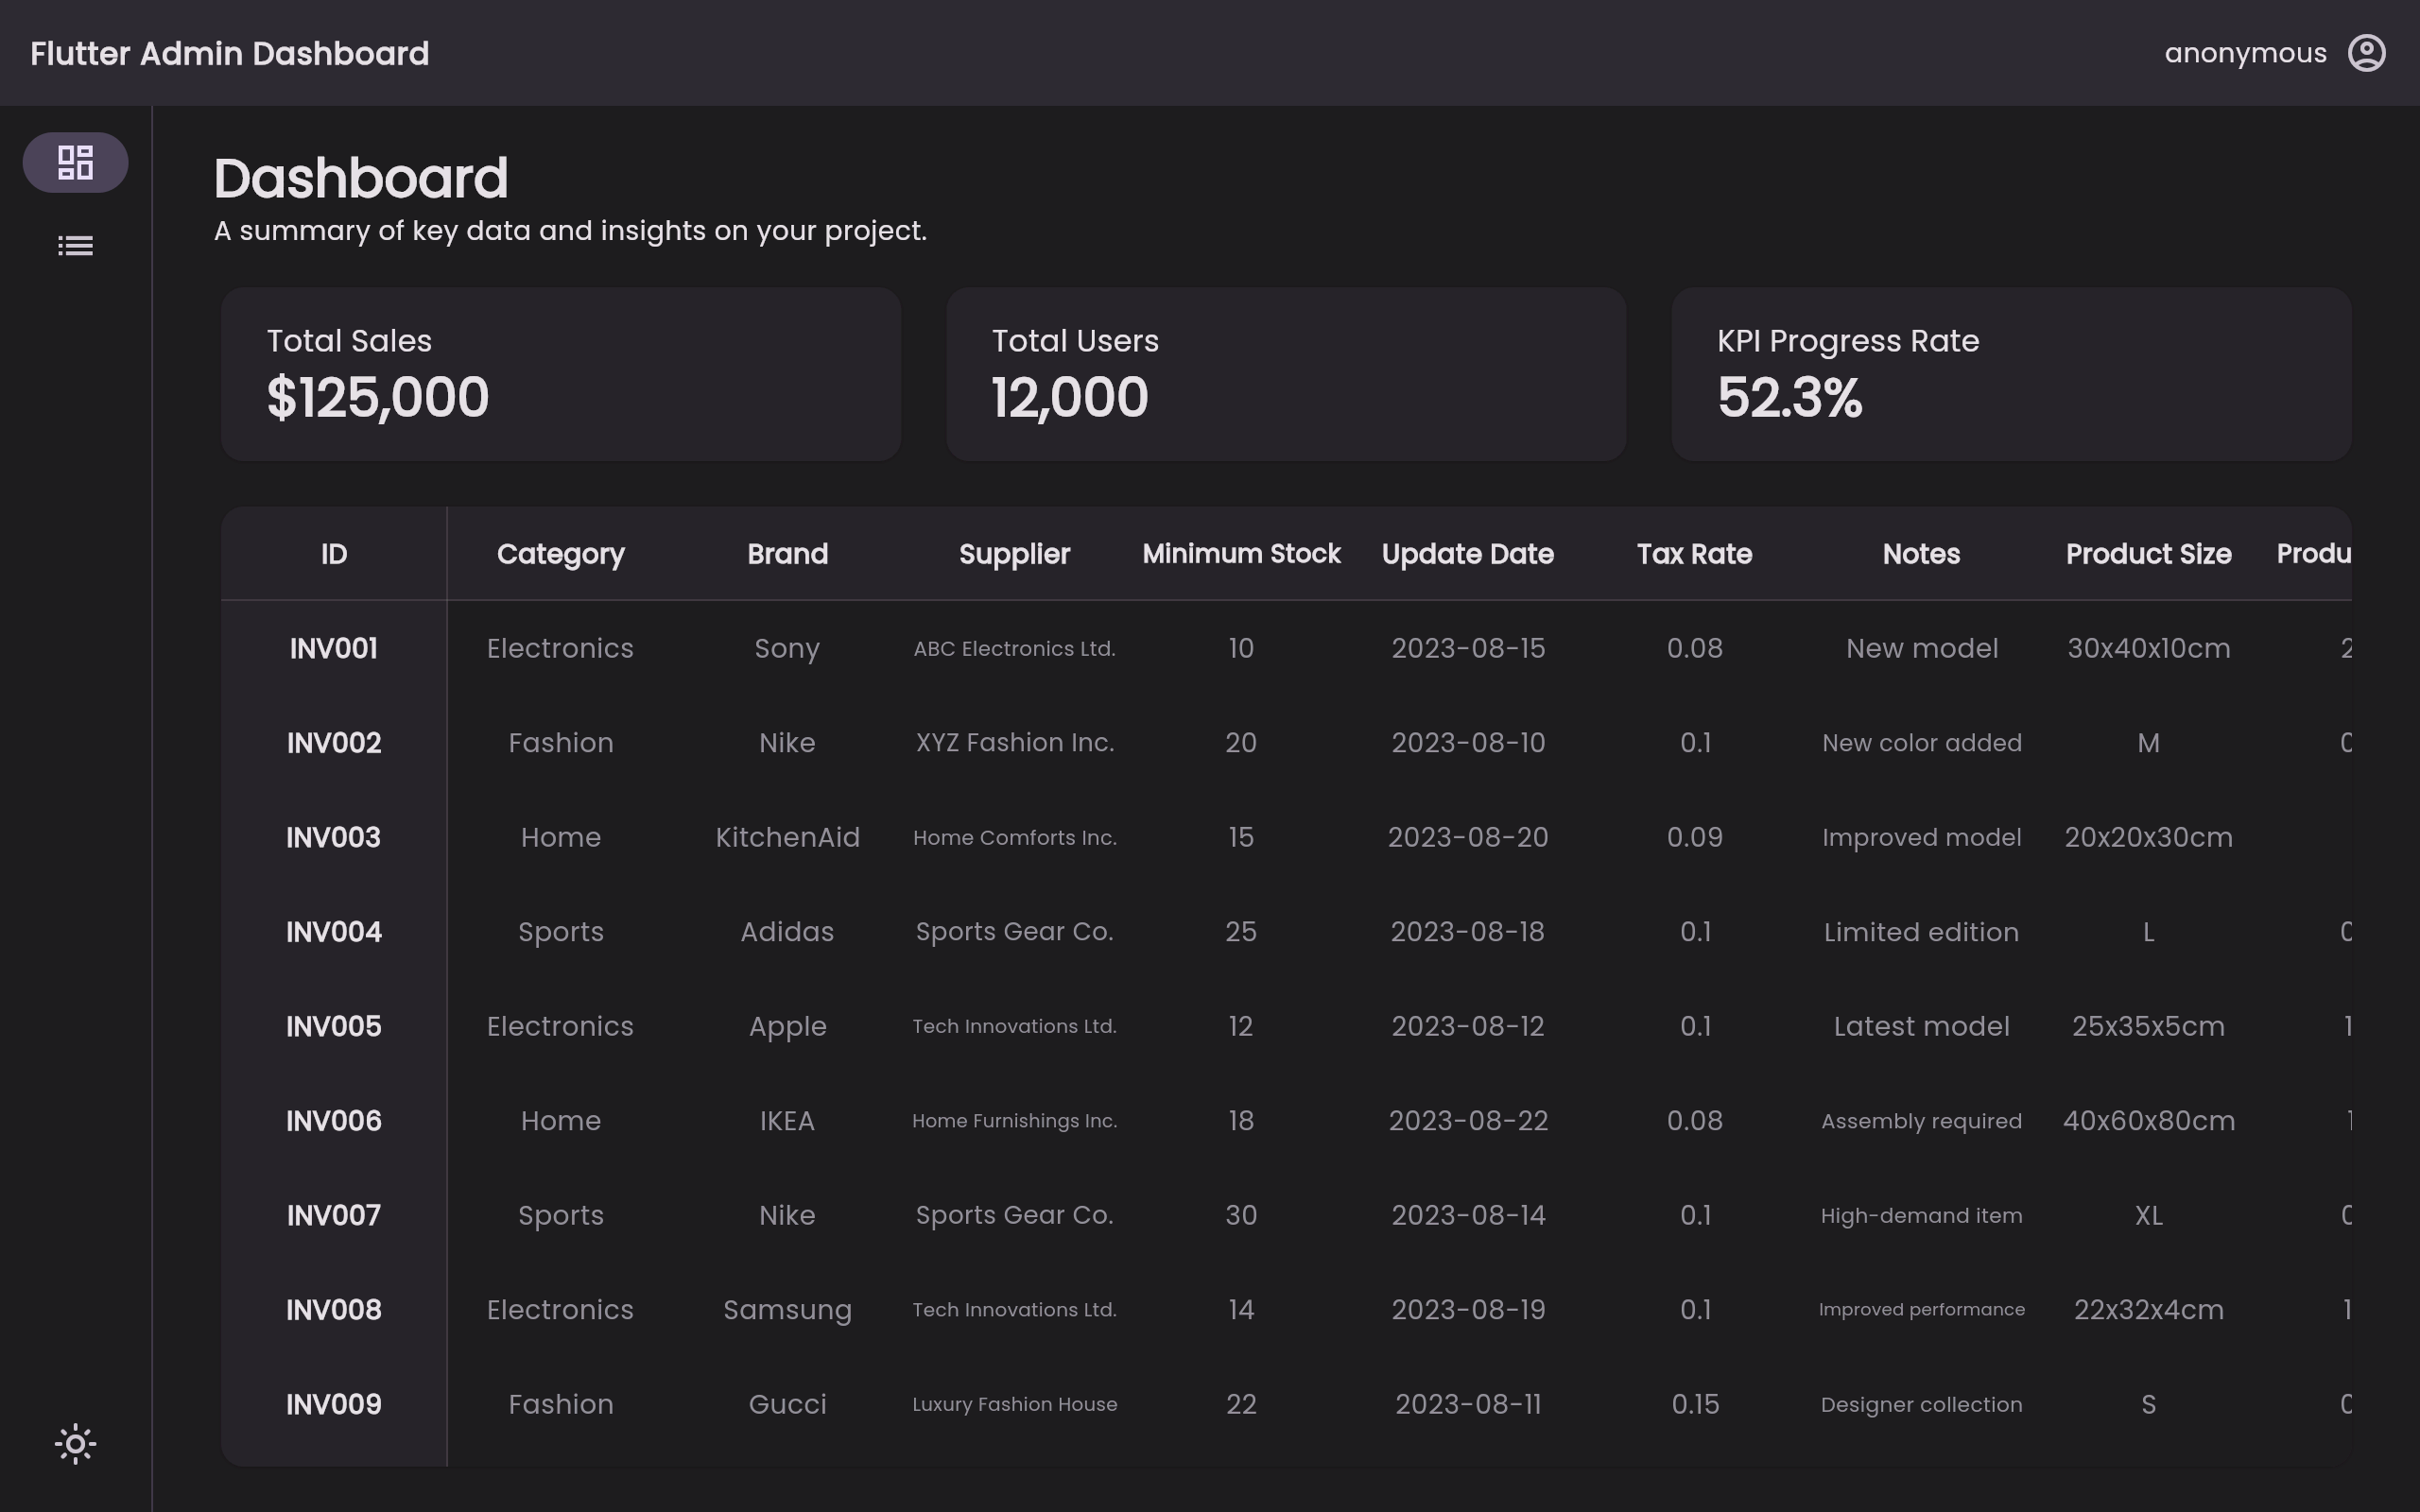 Flutter Admin Dashboard anonymous
Dashboard
A summary of key data and insights on your project.
Total Sales Total Users KPI Progress Rate
$125,000 12,000 52.3%
ID Category Brand Supplier Minimum Stock Update Date Tax Rate Notes Product Size
INV001 Electronics Sony ABC Electronics Ltd. 10 2023-08-15 0.08 New model 30x40x10cm
INV002 Fashion Nike XYZ Fashion Inc. 20 2023-08-10 0.1 New color added M
INV003 Home KitchenAid Home Comforts Inc. 15 2023-08-20 0.09 Improved model 20x20x30cm
INV004 Sports Adidas Sports Gear Co. 25 2023-08-18 0.1 Limited edition L
INV005 Electronics Apple Tech Innovations Ltd. 12 2023-08-12 0.1 Latest model 25x35x5cm
INV006 Home IKEA Home Furnishings Inc. 18 2023-08-22 0.08 Assembly required 40x60x80cm
INV007 Sports Nike Sports Gear Co. 30 2023-08-14 0.1 High-demand item XL
INV008 Electronics Samsung Tech Innovations Ltd. 14 2023-08-19 0.1 Improved performance 22x32x4cm
INV009 Fashion Gucci Luxury Fashion House 22 2023-08-11 0.15 Designer collection S